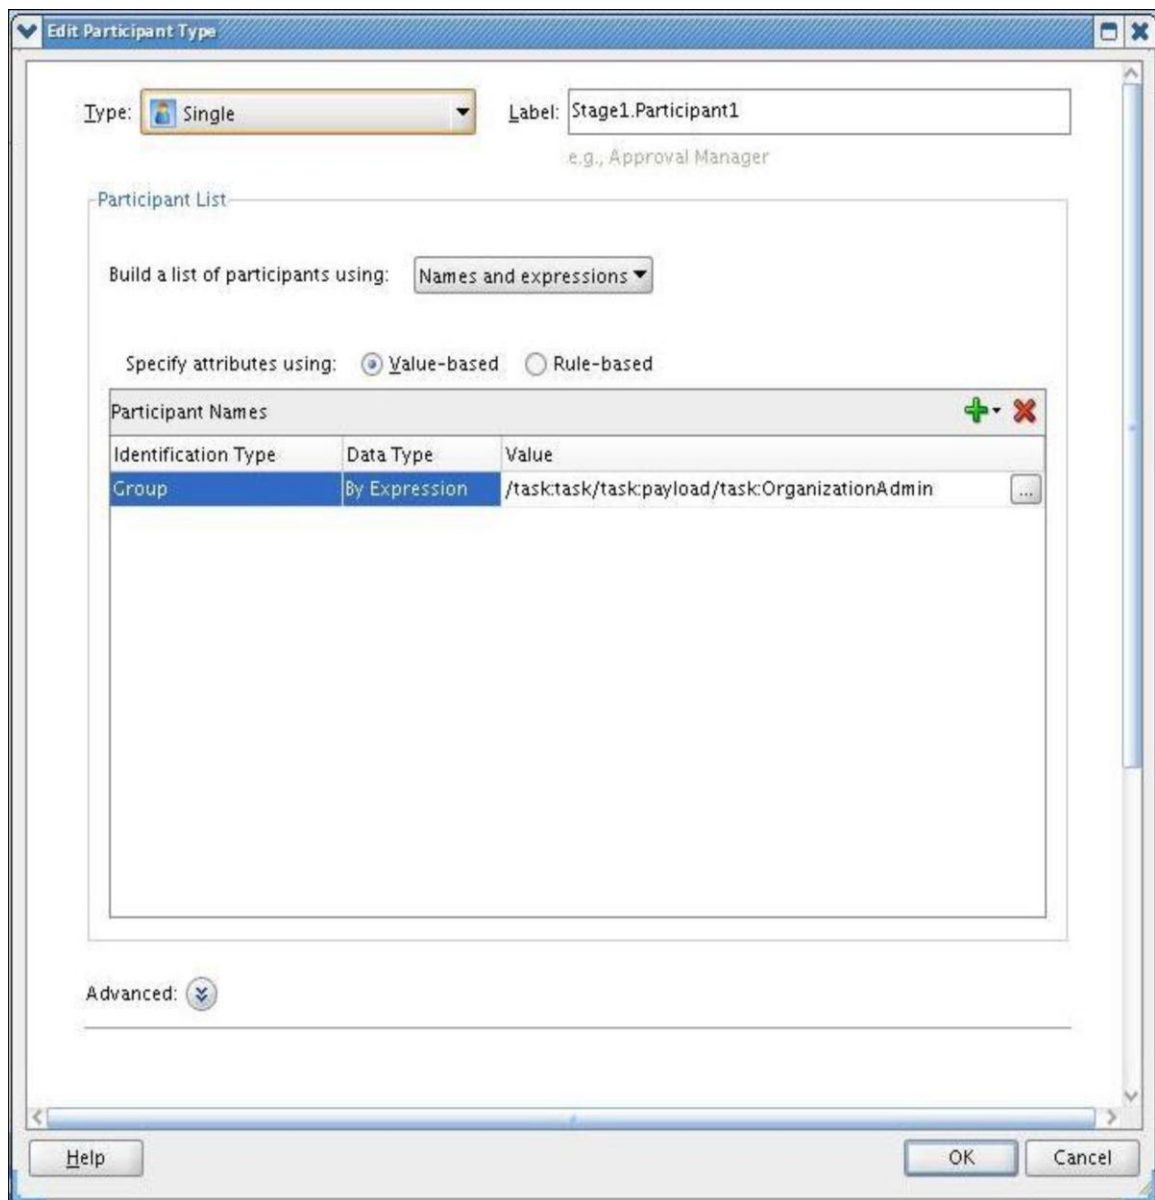 Edit Participant Type
Type: Single Label: Stage1.Participant1
e.g., Approval Manager
Participant List
Build a list of participants using: Names and expressions
Specify attributes using: Value-based Rule-based
Participant Names
Identification Type Data Type Value
Group By Expression /task:task/task:payload/task:OrganizationAdmin ...
Advanced:
Help OK Cancel